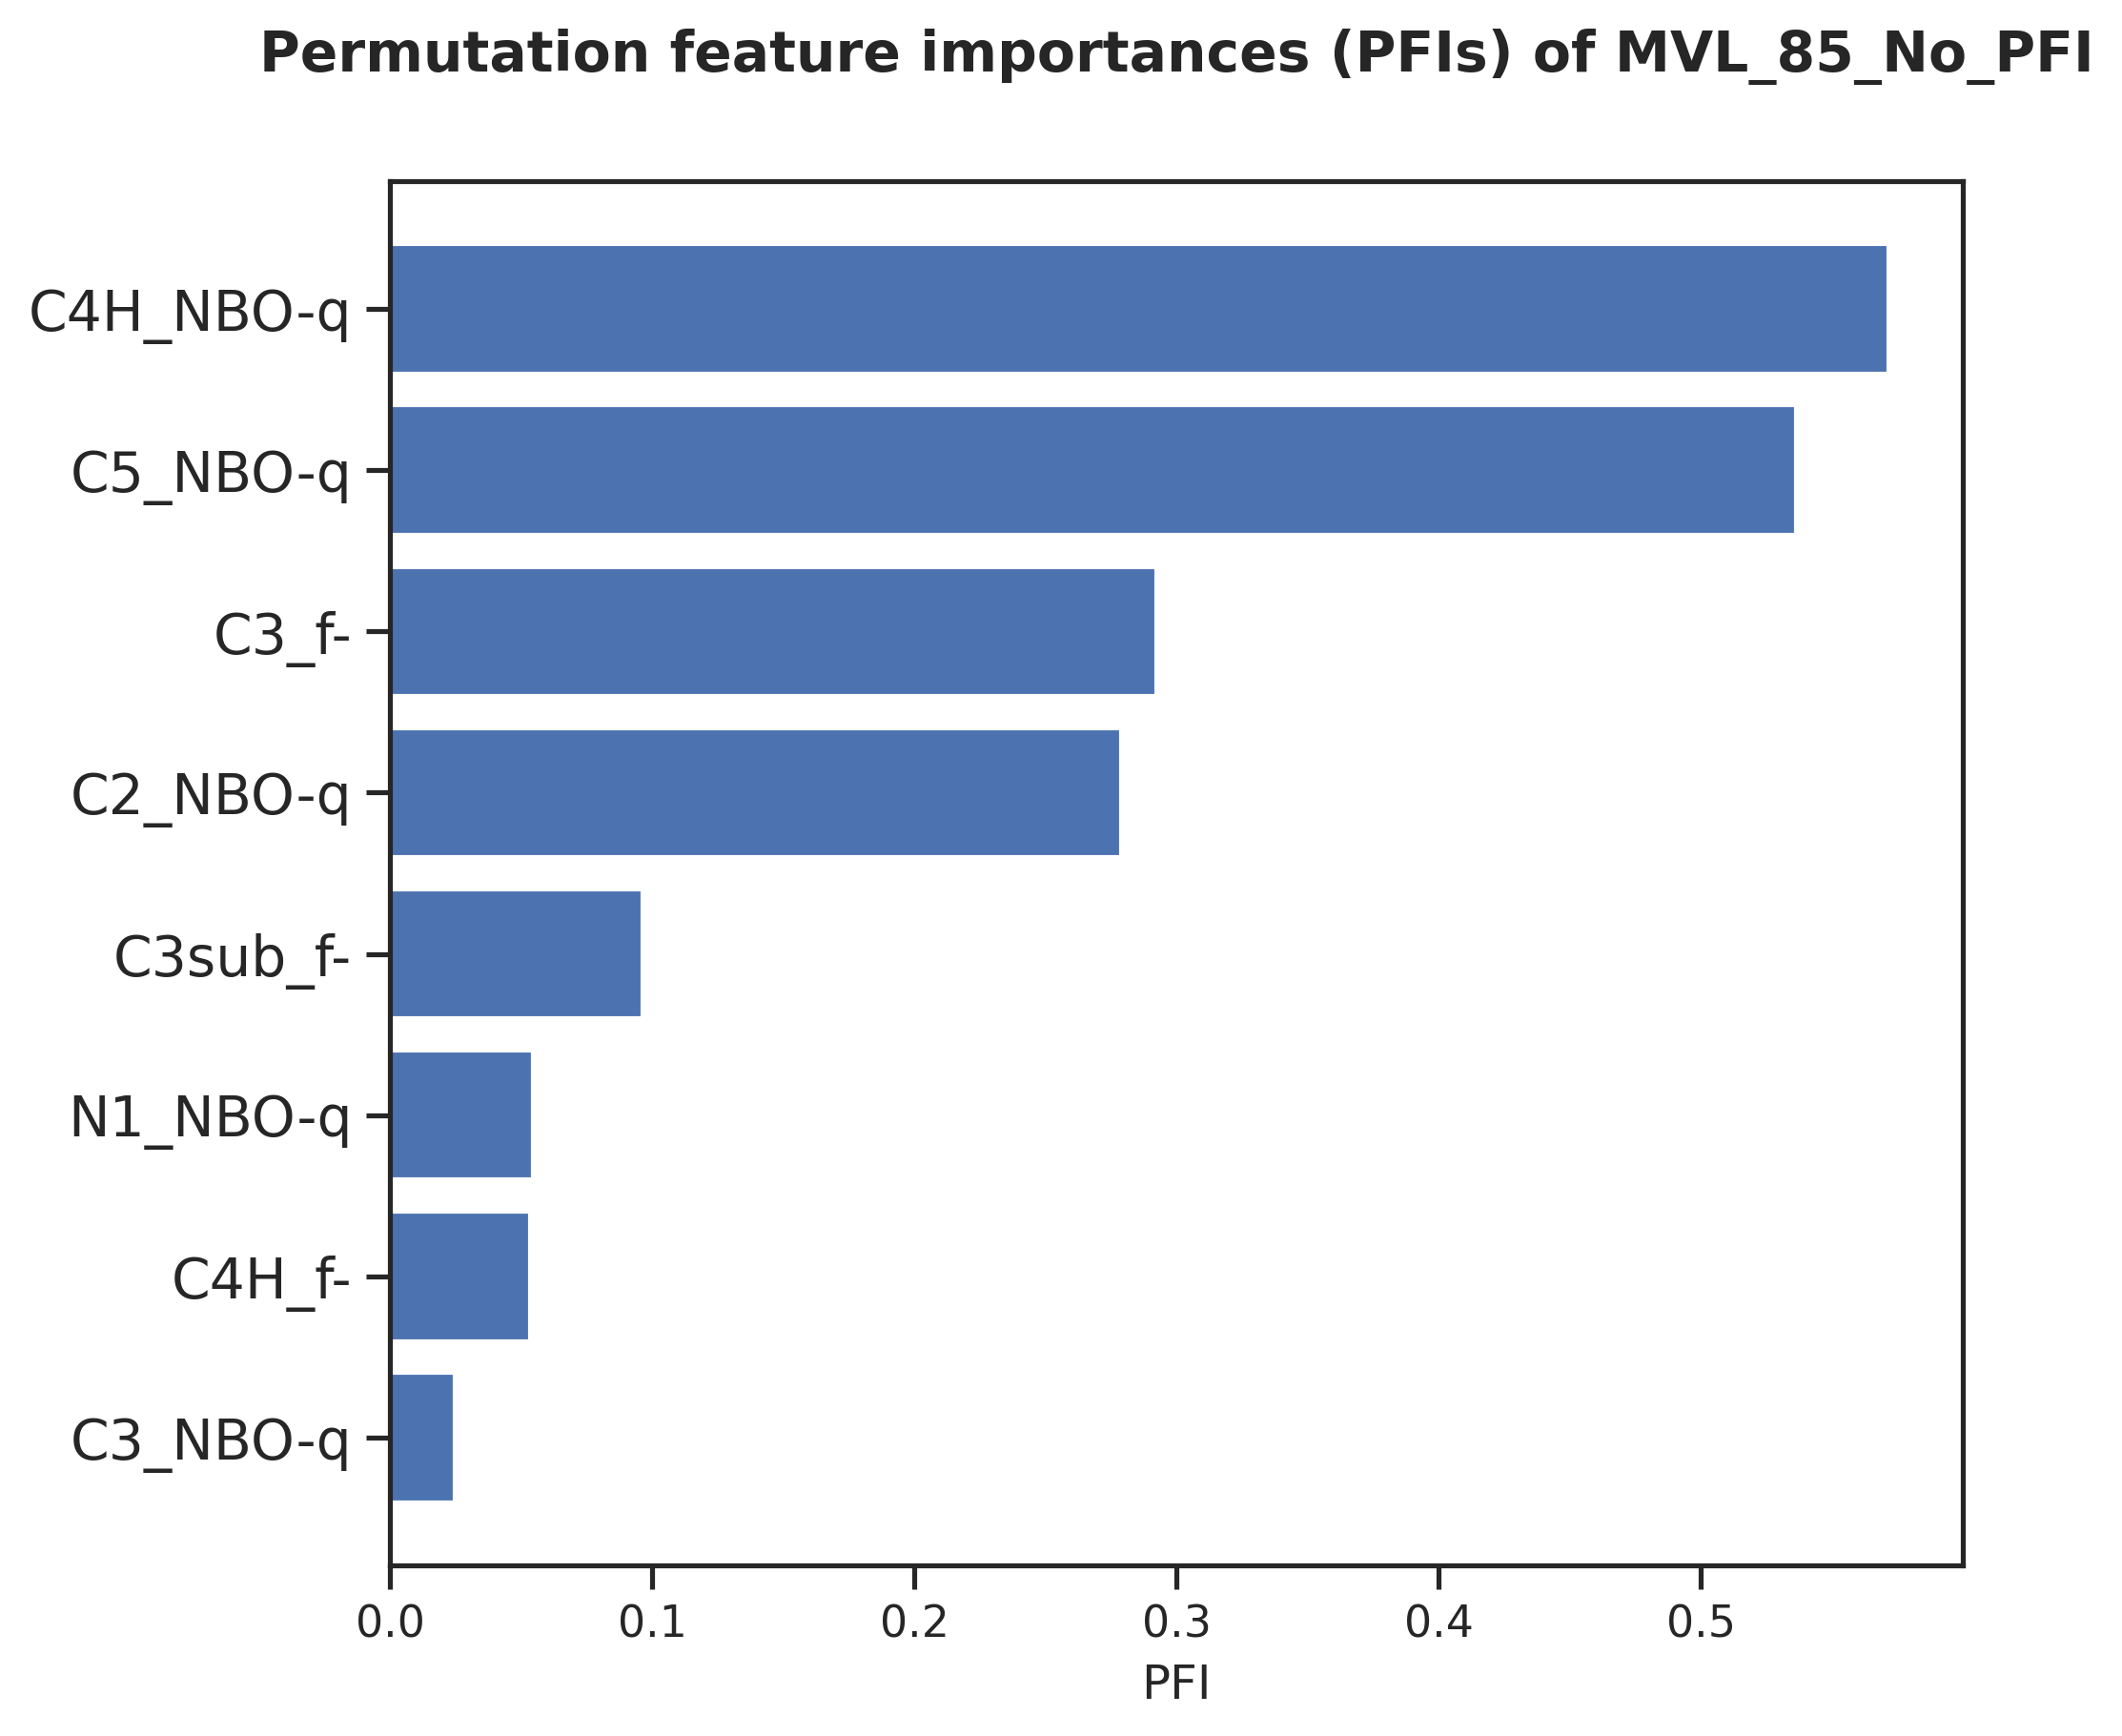 Permutation feature importances (PFIs) of MVL_85_No_PFI
C4H_NBO-q
C5_NBO-q
C3_f-
C2_NBO-q
C3sub_f-
N1_NBO-q
C4H_f-
C3_NBO-q
0.0 0.1 0.2 0.3 0.4 0.5
PFI